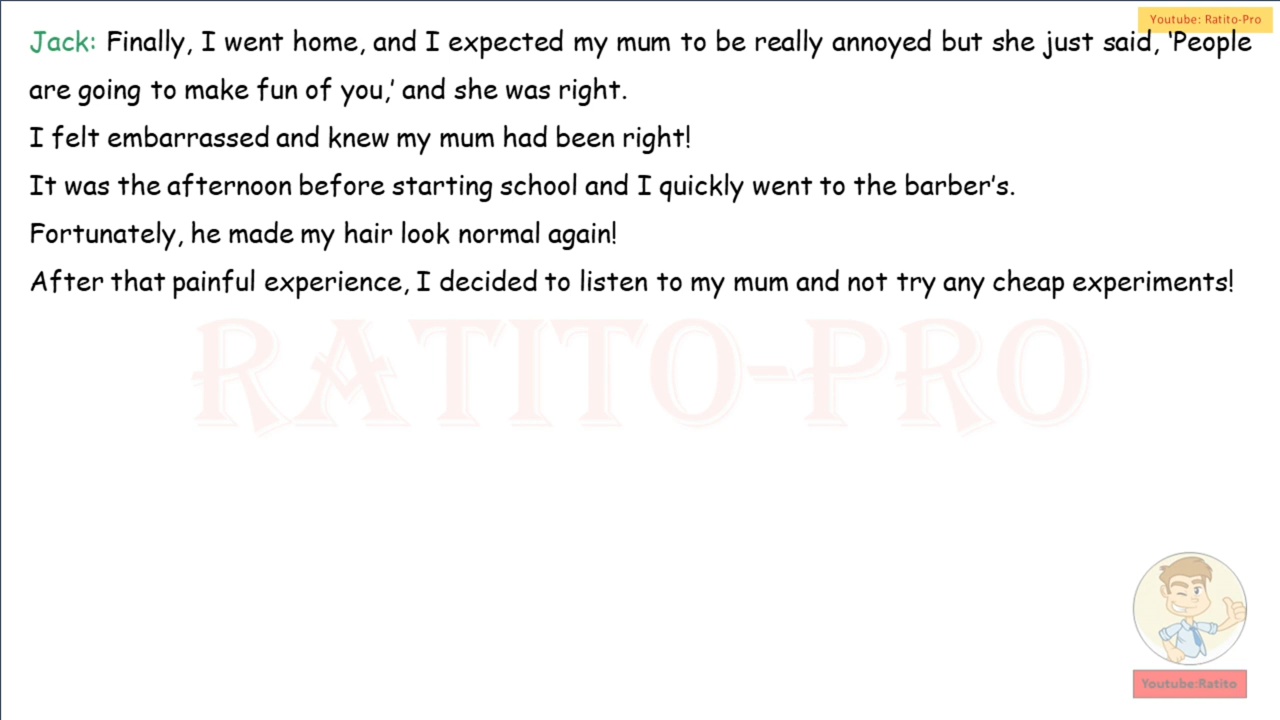 Youtube: Ratito-Pro
Jack: Finally, I went home, and I expected my mum to be really annoyed but she just said, ‘People
are going to make fun of you,’ and she was right.
I felt embarrassed and knew my mum had been right!
It was the afternoon before starting school and I quickly went to the barber’s.
Fortunately, he made my hair look normal again!
After that painful experience, I decided to listen to my mum and not try any cheap experiments!
RATITO-PRO
Youtube:Ratito